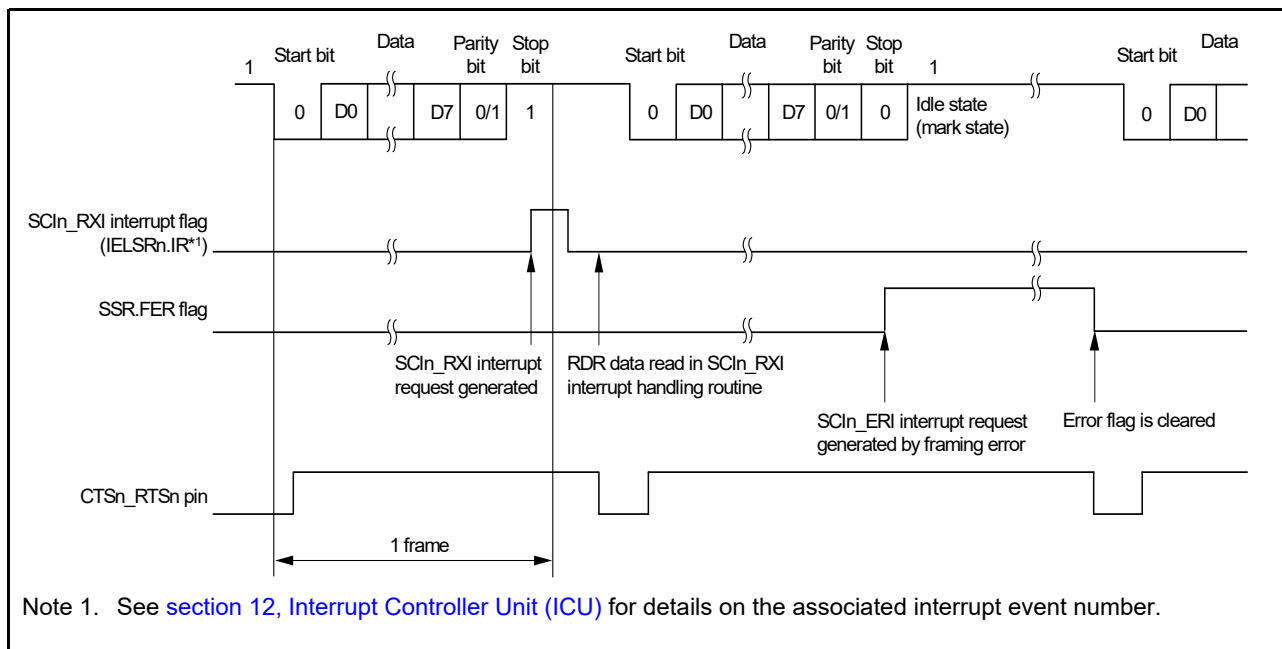 1
Start bit
Data
Parity
bit
Stop
bit
Start bit
Data
Parity
bit
Stop
bit
1
Start bit
Data
0 D0 D7 0/1 1
0 D0 D7 0/1 0
Idle state
(mark state)
0 D0
SCIn_RXI interrupt flag
(IELSRn.IR*1)
SSR.FER flag
SCIn_RXI interrupt
request generated
RDR data read in SCIn_RXI
interrupt handling routine
SCIn_ERI interrupt request
generated by framing error
Error flag is cleared
CTSn_RTSn pin
1 frame
Note 1. See section 12, Interrupt Controller Unit (ICU) for details on the associated interrupt event number.